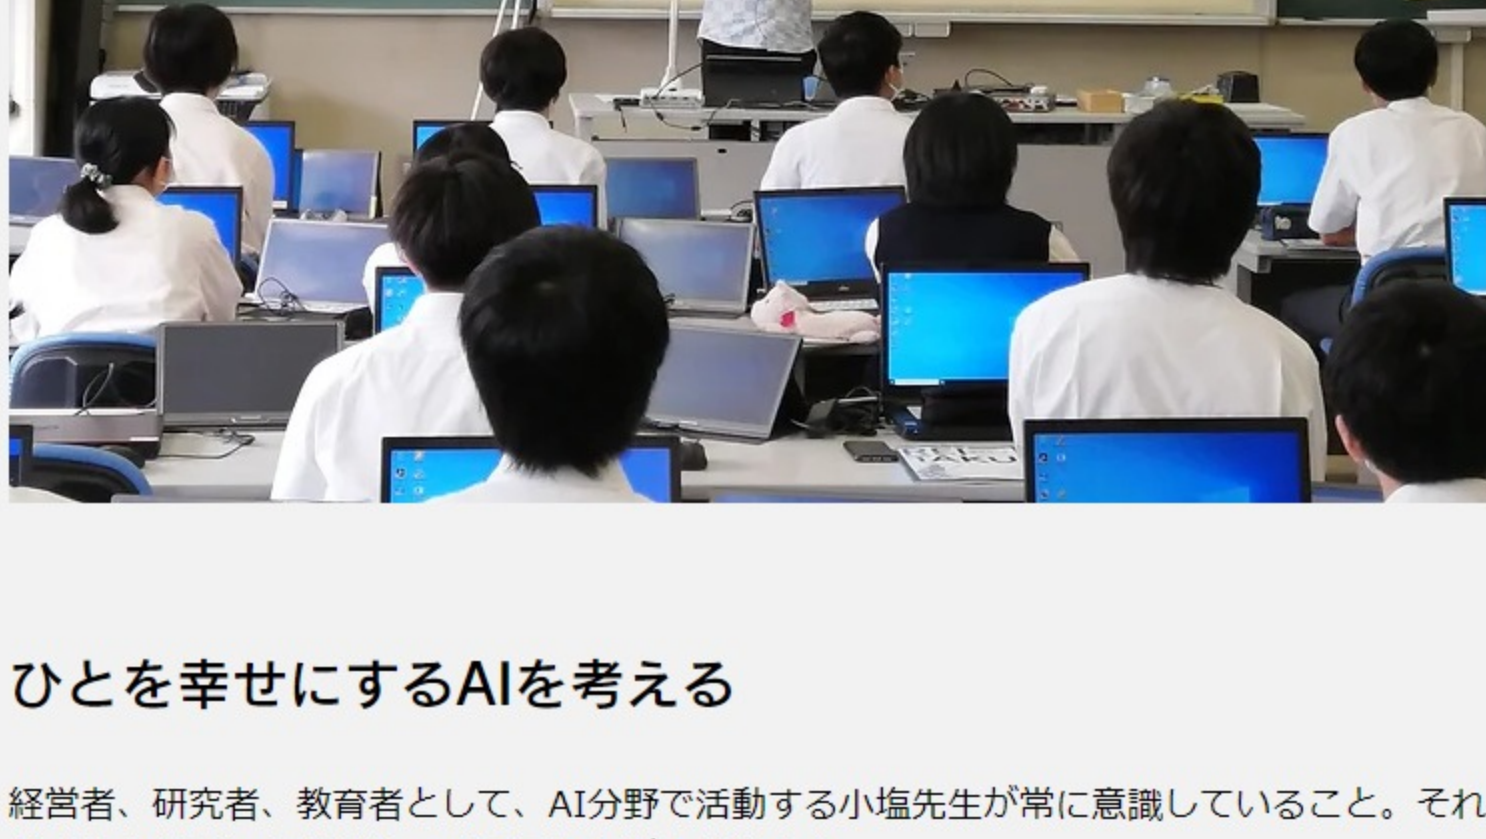 TAKU
ひとを幸せにするAIを考える
経営者、研究者、教育者として、AI分野で活動する小塩先生が常に意識していること。それ